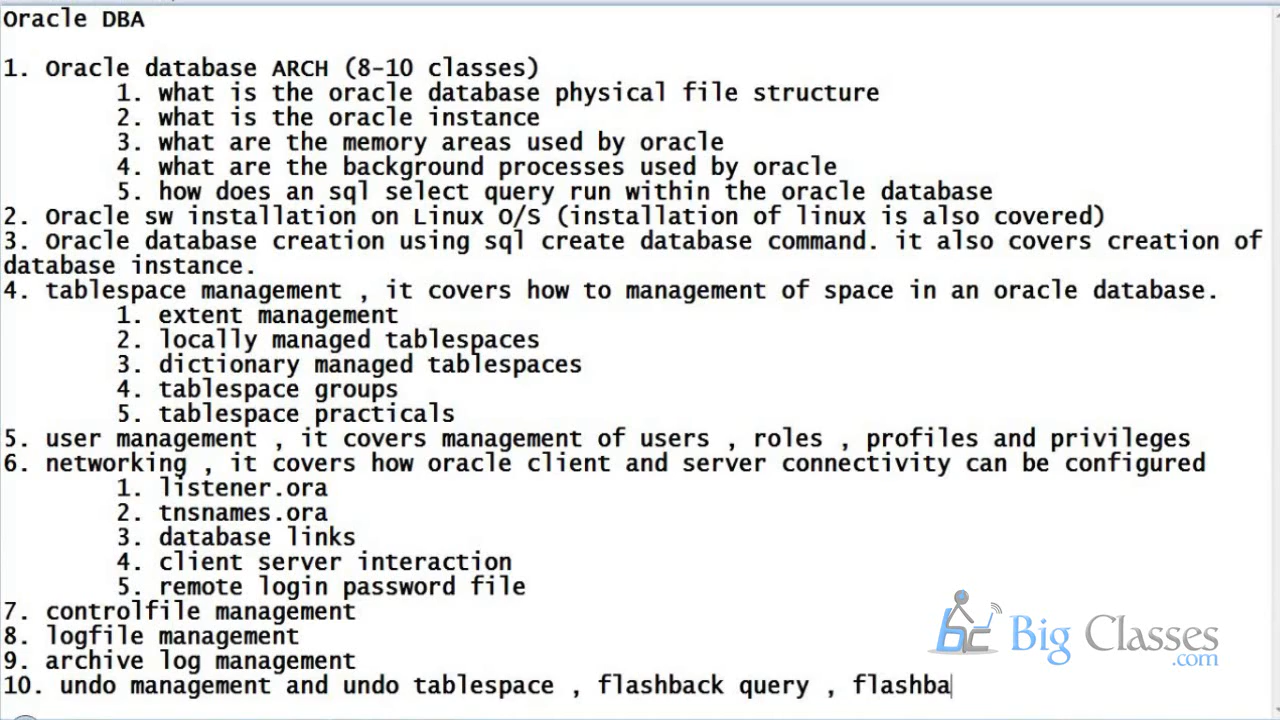 Oracle DBA
1. Oracle database ARCH (8-10 classes)
1. what is the oracle database physical file structure
2. what is the oracle instance
3. what are the memory areas used by oracle
4. what are the background processes used by oracle
5. how does an sql select query run within the oracle database
2. Oracle sw installation on Linux O/S (installation of linux is also covered)
3. Oracle database creation using sql create database command. it also covers creation of
database instance.
4. tablespace management , it covers how to management of space in an oracle database.
1. extent management
2. locally managed tablespaces
3. dictionary managed tablespaces
4. tablespace groups
5. tablespace practicals
5. user management , it covers management of users , roles , profiles and privileges
6. networking , it covers how oracle client and server connectivity can be configured
1. listener.ora
2. tnsnames.ora
3. database links
4. client server interaction
5. remote login password file
7. controlfile management
8. logfile management
9. archive log management
10. undo management and undo tablespace , flashback query , flashba
bc Big Classes
.com